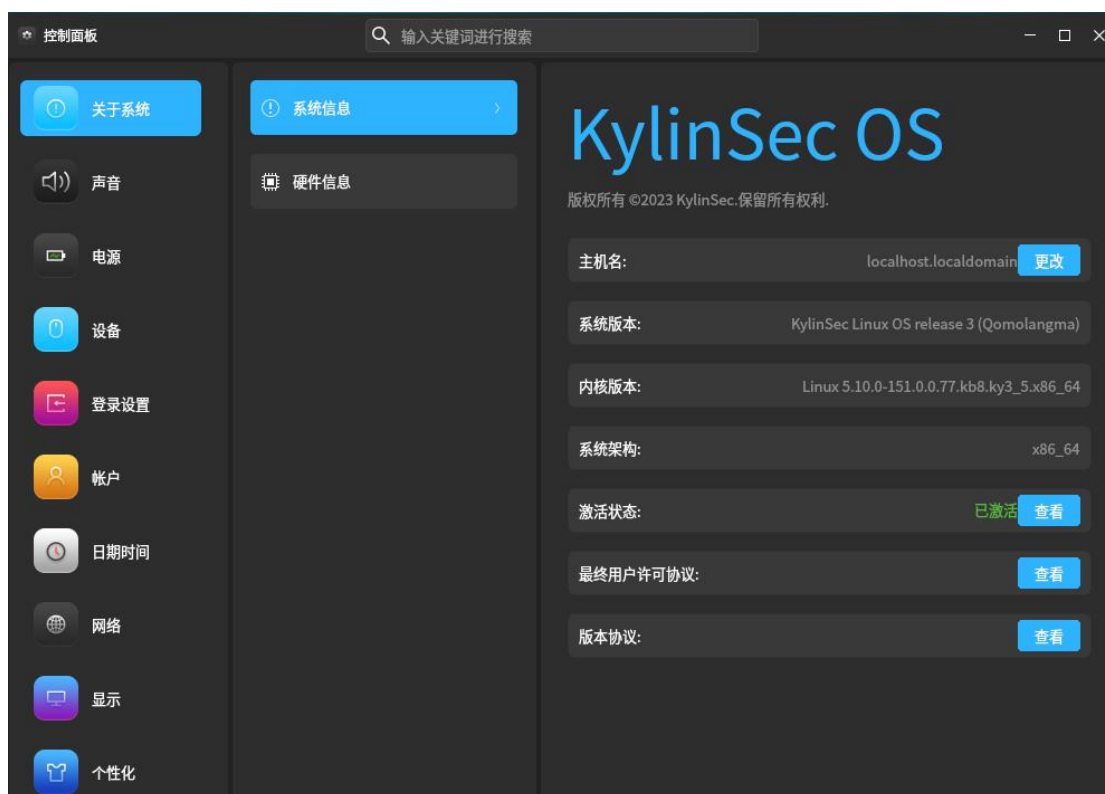 控制面板
输入关键词进行搜索
关于系统
声音
电源
设备
登录设置
帐户
日期时间
网络
显示
个性化
系统信息
硬件信息
KylinSec OS
版权所有 ©2023 KylinSec.保留所有权利.
主机名: localhost.localdomain 更改
系统版本: KylinSec Linux OS release 3 (Qomolangma)
内核版本: Linux 5.10.0-151.0.0.77.kb8.ky3_5.x86_64
系统架构: x86_64
激活状态: 已激活 查看
最终用户许可协议: 查看
版本协议: 查看